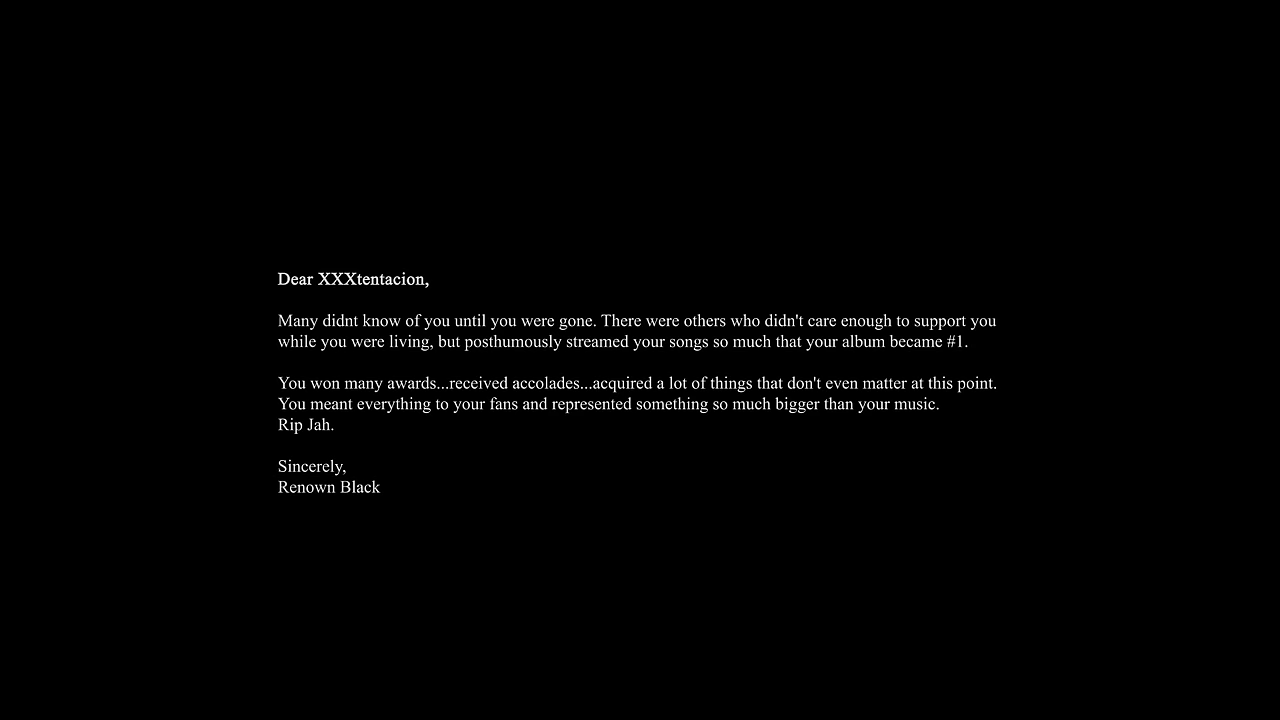 Dear XXXtentacion,
Many didnt know of you until you were gone. There were others who didn't care enough to support you
while you were living, but posthumously streamed your songs so much that your album became #1.
You won many awards...received accolades...acquired a lot of things that don't even matter at this point.
You meant everything to your fans and represented something so much bigger than your music.
Rip Jah.
Sincerely,
Renown Black